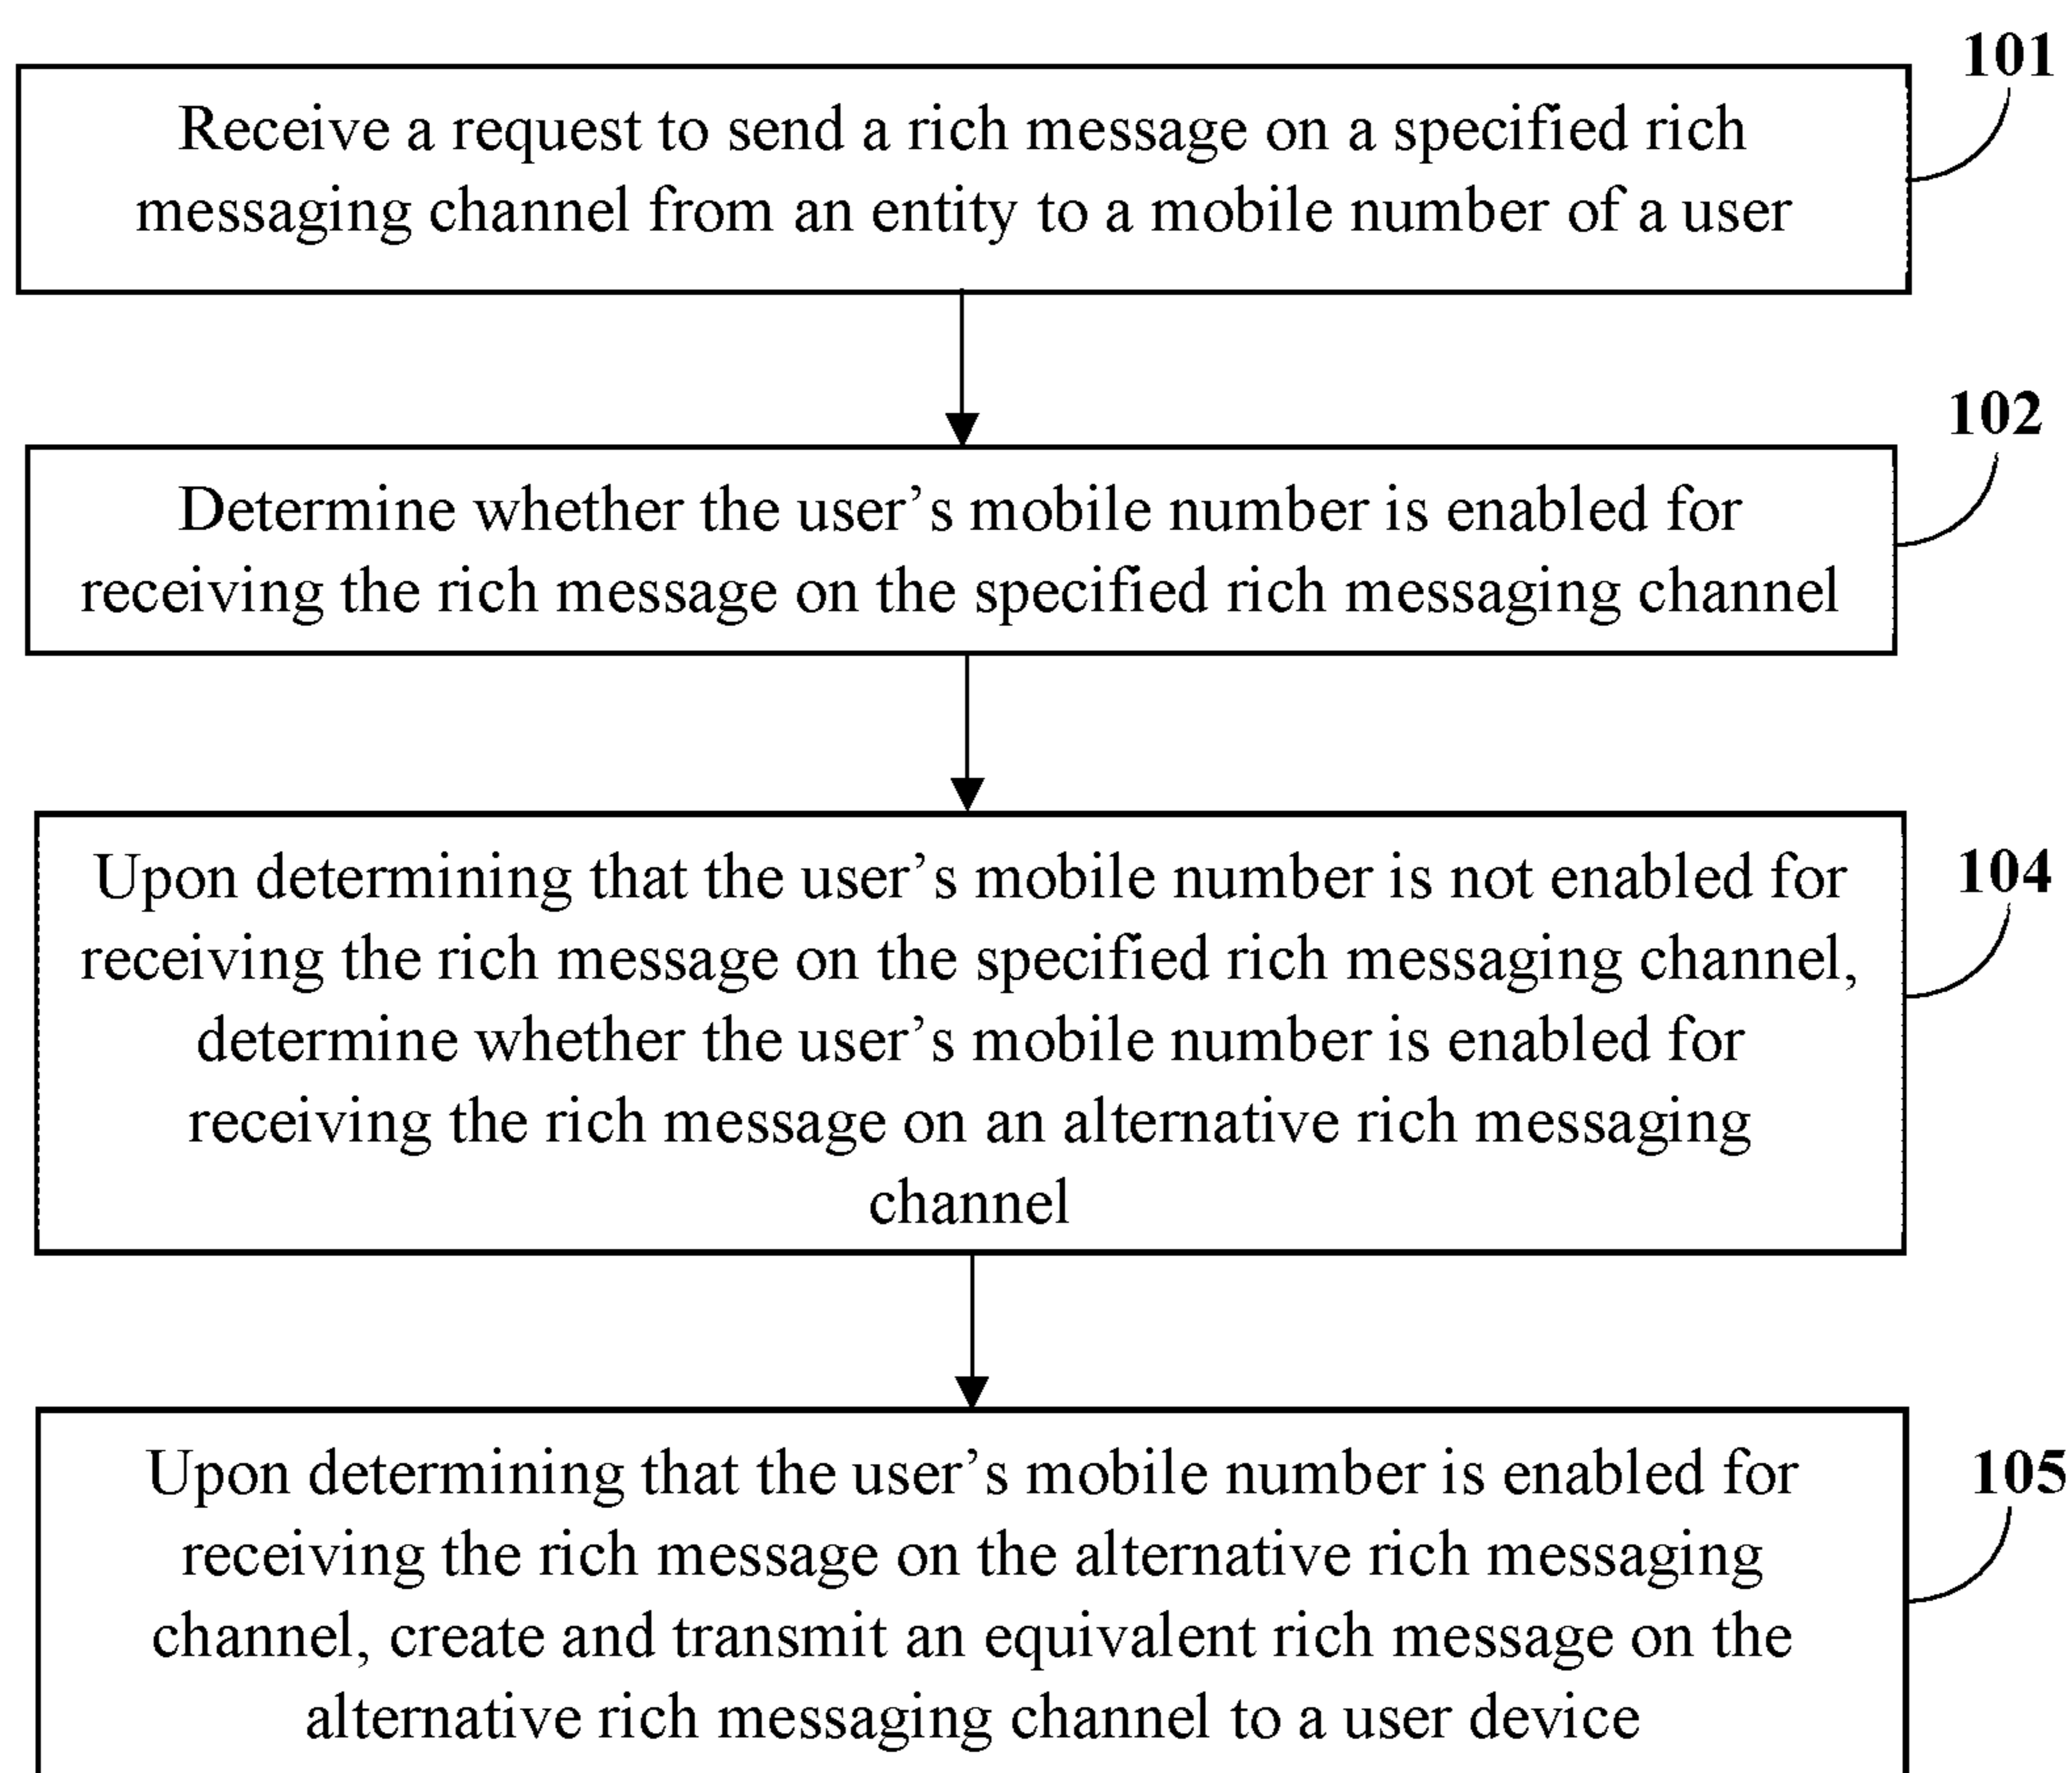 101
Receive a request to send a rich message on a specified rich
messaging channel from an entity to a mobile number of a user
102
Determine whether the user’s mobile number is enabled for
receiving the rich message on the specified rich messaging channel
104
Upon determining that the user’s mobile number is not enabled for
receiving the rich message on the specified rich messaging channel,
determine whether the user’s mobile number is enabled for
receiving the rich message on an alternative rich messaging
channel
105
Upon determining that the user’s mobile number is enabled for
receiving the rich message on the alternative rich messaging
channel, create and transmit an equivalent rich message on the
alternative rich messaging channel to a user device